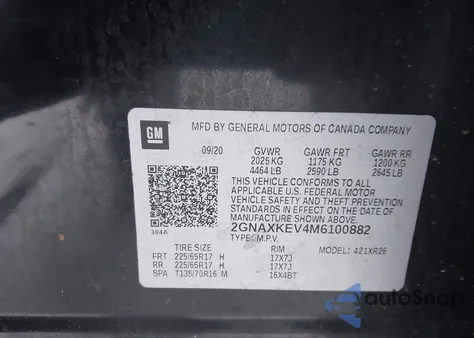 GM
MFD BY GENERAL MOTORS OF CANADA COMPANY
09/20 GVWR GAWR FRT GAWR RR
2025 KG 1175 KG 1200 KG
4464 LB 2590 LB 2645 LB
THIS VEHICLE CONFORMS TO ALL
APPLICABLE U.S. FEDERAL MOTOR
VEHICLE SAFETY AND
THEFT PREVENTION STANDARDS
IN EFFECT ON THE DATE OF
MANUFACTURE SHOWN ABOVE.
2GNAXKEV4M6100882
384A TYPE: M.P.V. 421XR26
TIRE SIZE RIM
FRT 225/65R17 H 17X7J
RR 225/65R17 H 17X7J
SPA T135/70R16 M 16X4BT
autoSnap